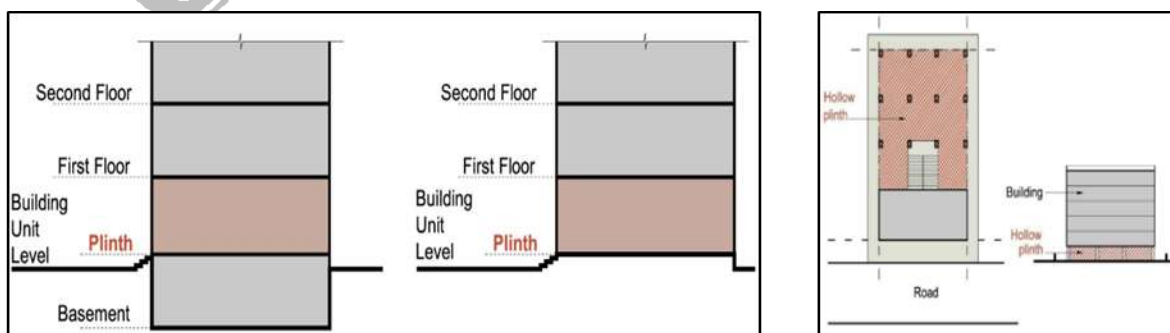 Second Floor
First Floor
Building
Unit
Level
Plinth
Basement
Second Floor
First Floor
Building
Unit
Level
Plinth
Hollow
plinth
Road
Building
Hollow
plinth